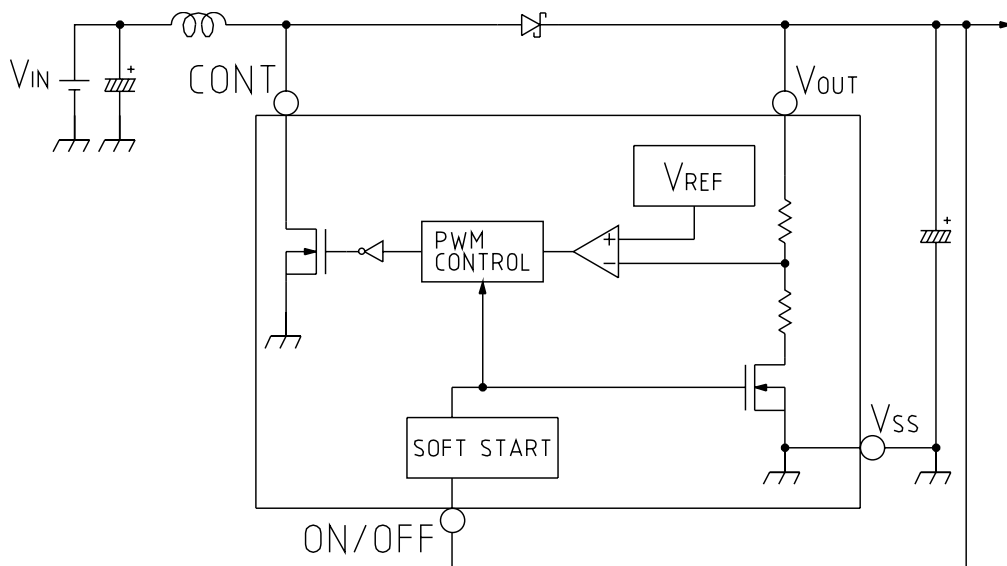 VIN
+
CONT
VOUT
VREF
+
PWM
CONTROL
+
−
SOFT START
VSS
ON/OFF